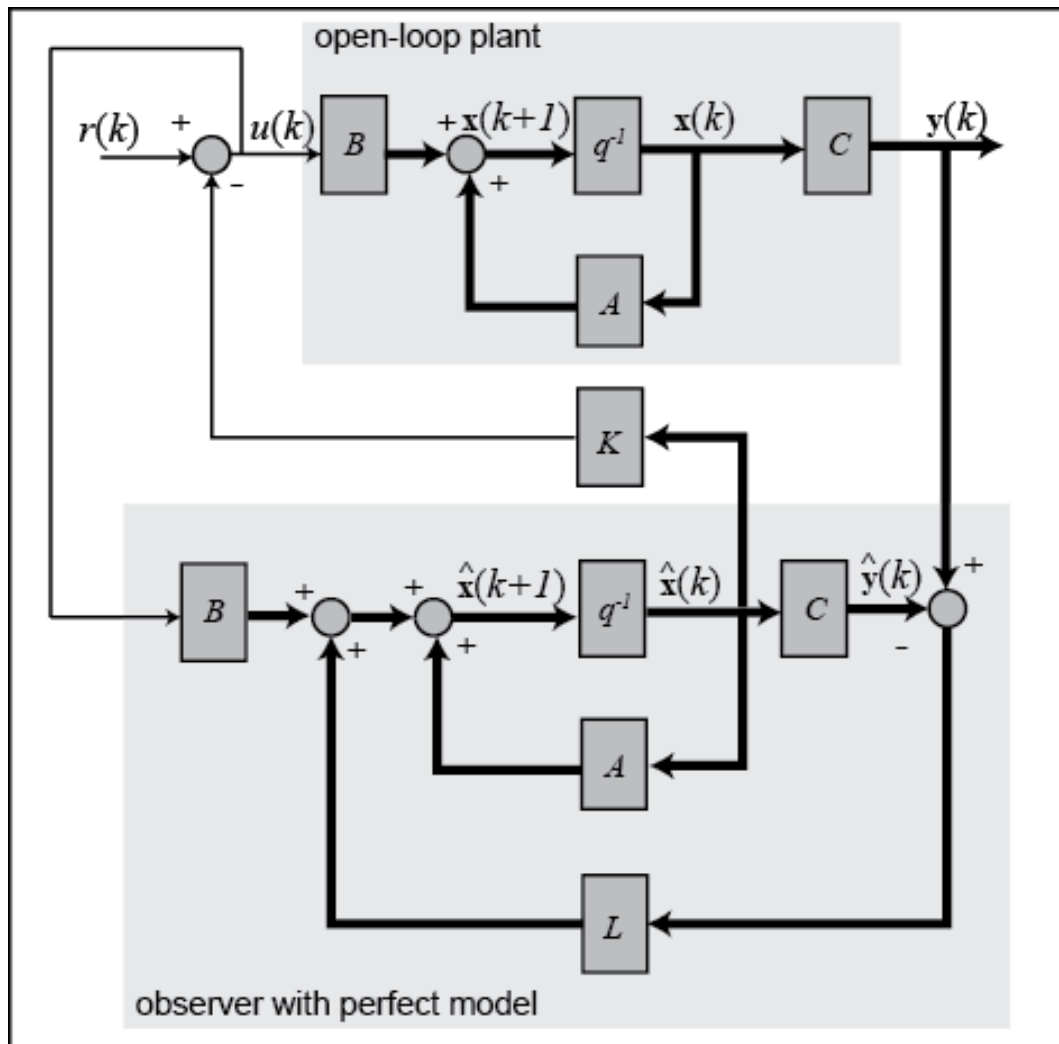 open-loop plant
r(k)
+
-
u(k)
B
+
+
x(k+1)
q⁻¹
x(k)
C
y(k)
A
K
B
+
+
+
+
x̂(k+1)
q⁻¹
x̂(k)
C
ŷ(k)
+
-
A
L
observer with perfect model